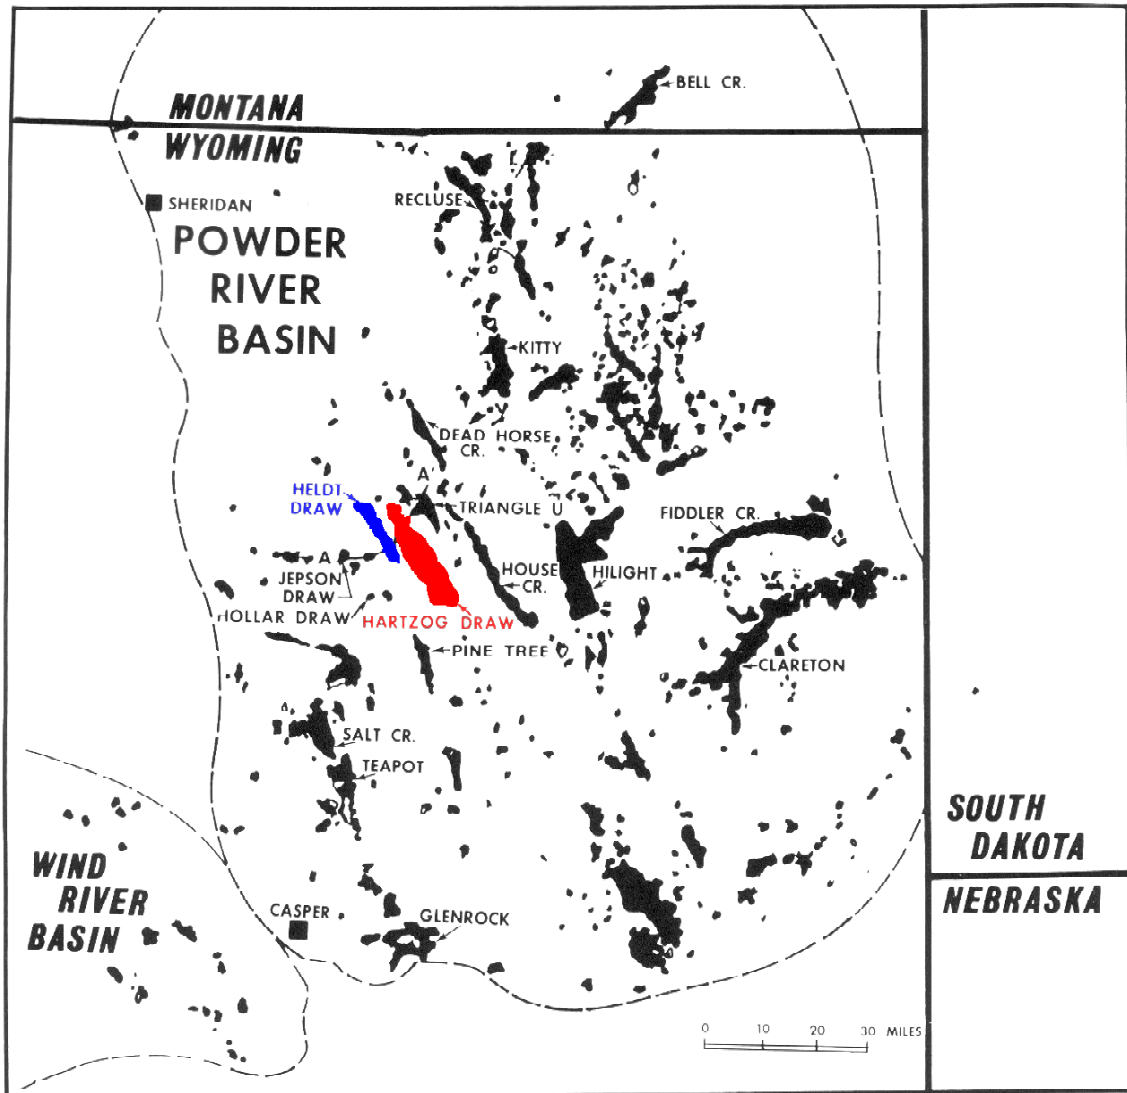 BELL CR.
MONTANA
WYOMING
RECLUSE
SHERIDAN
POWDER
RIVER
BASIN
KITTY
DEAD HORSE
CR.
A'
HELDT
DRAW
TRIANGLE U
FIDDLER CR.
A
HOUSE
CR.
HILIGHT
JEPSON
DRAW
HOLLAR DRAW
HARTZOG DRAW
PINE TREE
CLARETON
SALT CR.
TEAPOT
SOUTH
DAKOTA
WIND
RIVER
BASIN
NEBRASKA
CASPER
GLENROCK
0 10 20 30 MILES